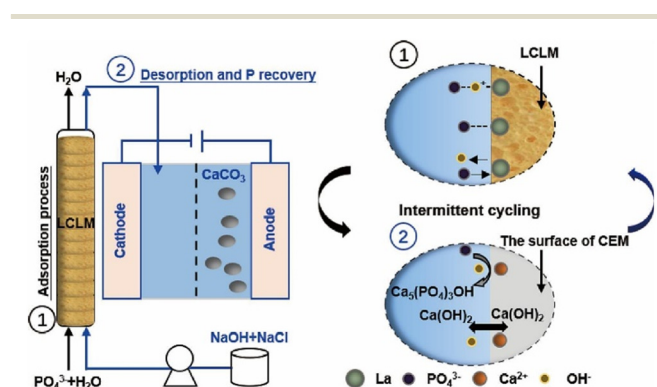 H₂O
② Desorption and P recovery
Adsorption process
LCLM
Cathode
CaCO₃
Anode
①
PO₄³⁻+H₂O
NaOH+NaCl
①
LCLM
+
Intermittent cycling
②
The surface of CEM
Ca₅(PO₄)₃OH
Ca(OH)₂
Ca(OH)₂
La PO₄³⁻ Ca²⁺ OH⁻